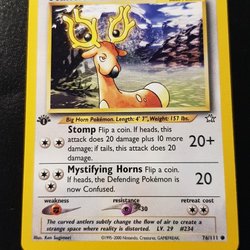 Big Horn Pokémon. Length: 4' 7", Weight: 157 lbs.
Stomp Flip a coin. If heads, this
attack does 20 damage plus 10 more
damage; if tails, this attack does 20
damage.
20+
Mystifying Horns Flip a coin. If
heads, the Defending Pokémon is
now Confused.
20
weakness
resistance
retreat cost
-30
The curved antlers subtly change the flow of air to create a
strange space where reality is distorted. LV. 29 #234
Illus. Ken Sugimori
©1995-2000 Nintendo, Creatures, GAMEFREAK.
76/111